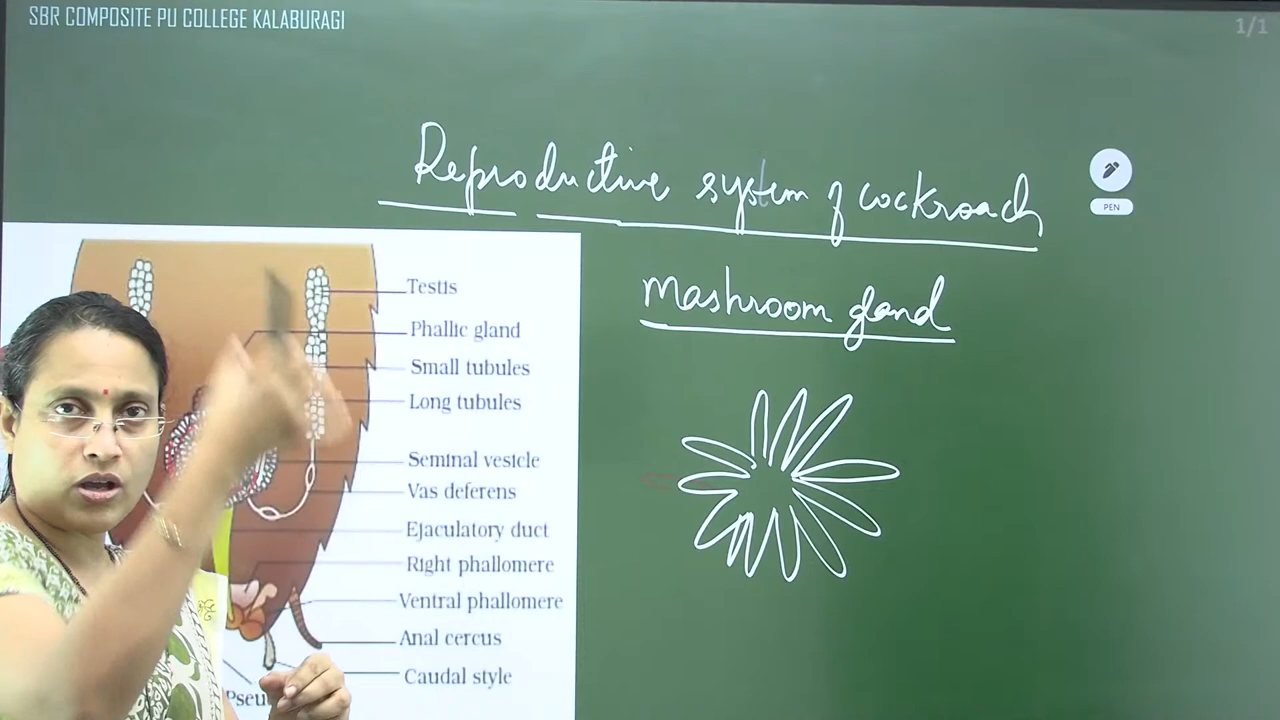 SBR COMPOSITE PU COLLEGE KALABURAGI
1/1
Reproductive system of cockroach
PEN
Mashroom gland
Testis
Phallic gland
Small tubules
Long tubules
Seminal vesicle
Vas deferens
Ejaculatory duct
Right phallomere
Ventral phallomere
Anal cercus
Caudal style